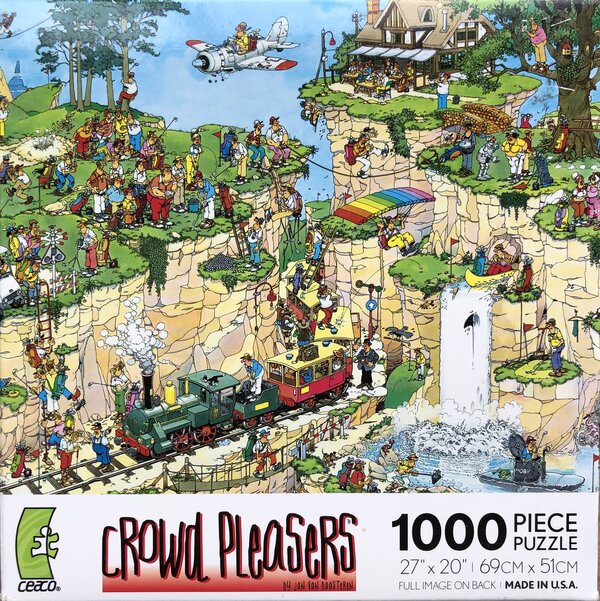 CROWD PLEASERS
BY JAN VAN HAASTEREN
1000 PIECE PUZZLE
27" x 20" | 69CM x 51CM
FULL IMAGE ON BACK | MADE IN U.S.A.
ceaco®